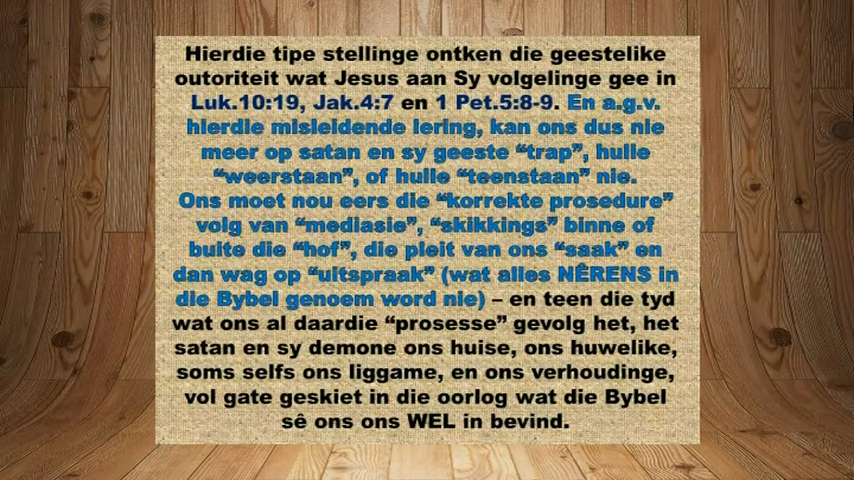 Hierdie tipe stellinge ontken die geestelike
outoriteit wat Jesus aan Sy volgelinge gee in
Luk.10:19, Jak.4:7 en 1 Pet.5:8-9. En a.g.v.
hierdie misleidende lering, kan ons dus nie
meer op satan en sy geeste “trap”, hulle
“weerstaan”, of hulle “teenstaan” nie.
Ons moet nou eers die “korrekte prosedure”
volg van “mediasie”, “skikkings” binne of
buite die “hof”, die pleit van ons “saak” en
dan wag op “uitspraak” (wat alles NÊRENS in
die Bybel genoem word nie) – en teen die tyd
wat ons al daardie “prosesse” gevolg het, het
satan en sy demone ons huise, ons huwelike,
soms selfs ons liggame, en ons verhoudinge,
vol gate geskiet in die oorlog wat die Bybel
sê ons ons WEL in bevind.